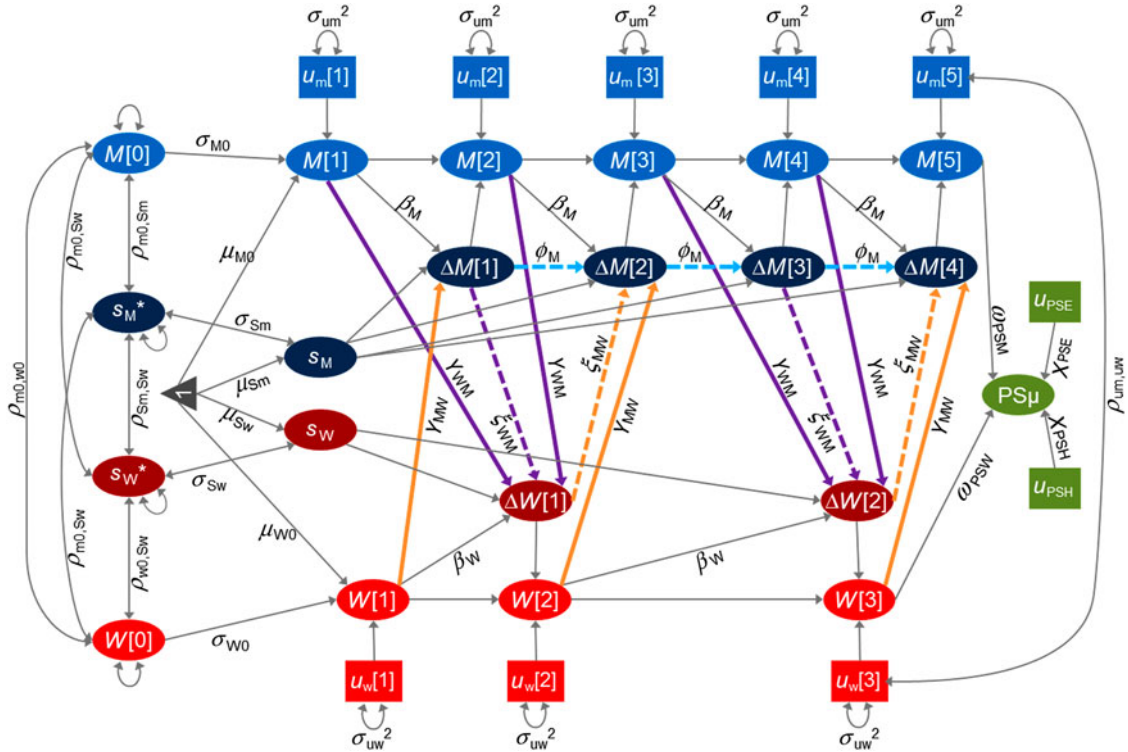 σum² σum² σum² σum² σum²
um[1] um[2] um[3] um[4] um[5]
M[0] σM0 M[1] M[2] M[3] M[4] M[5]
ρm0,Sw ρm0,Sm μM0 βM βM βM βM
ΔM[1] ϕM ΔM[2] ϕM ΔM[3] ϕM ΔM[4]
sM* σSm sM
ρm0,w0 ρSm,Sw 1 μSm μSw
γWM γWM ξMW γWM γWM ξMW ωPSM
uPSE χPSE
PSμ
ρum,wn
sW
γMW ξWM γMW ξWM γMW
sW* σSw
ΔW[1] ΔW[2] ωPSW χPSH uPSH
ρm0,Sw ρw0,Sw μW0 βW βW
W[1] W[2] W[3]
W[0] σW0
uw[1] uw[2] uw[3]
σuw² σuw² σuw²